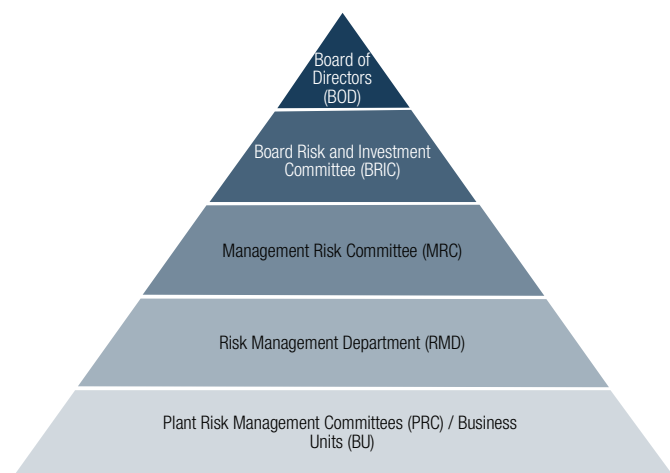 Board of
Directors
(BOD)
Board Risk and Investment
Committee (BRIC)
Management Risk Committee (MRC)
Risk Management Department (RMD)
Plant Risk Management Committees (PRC) / Business
Units (BU)